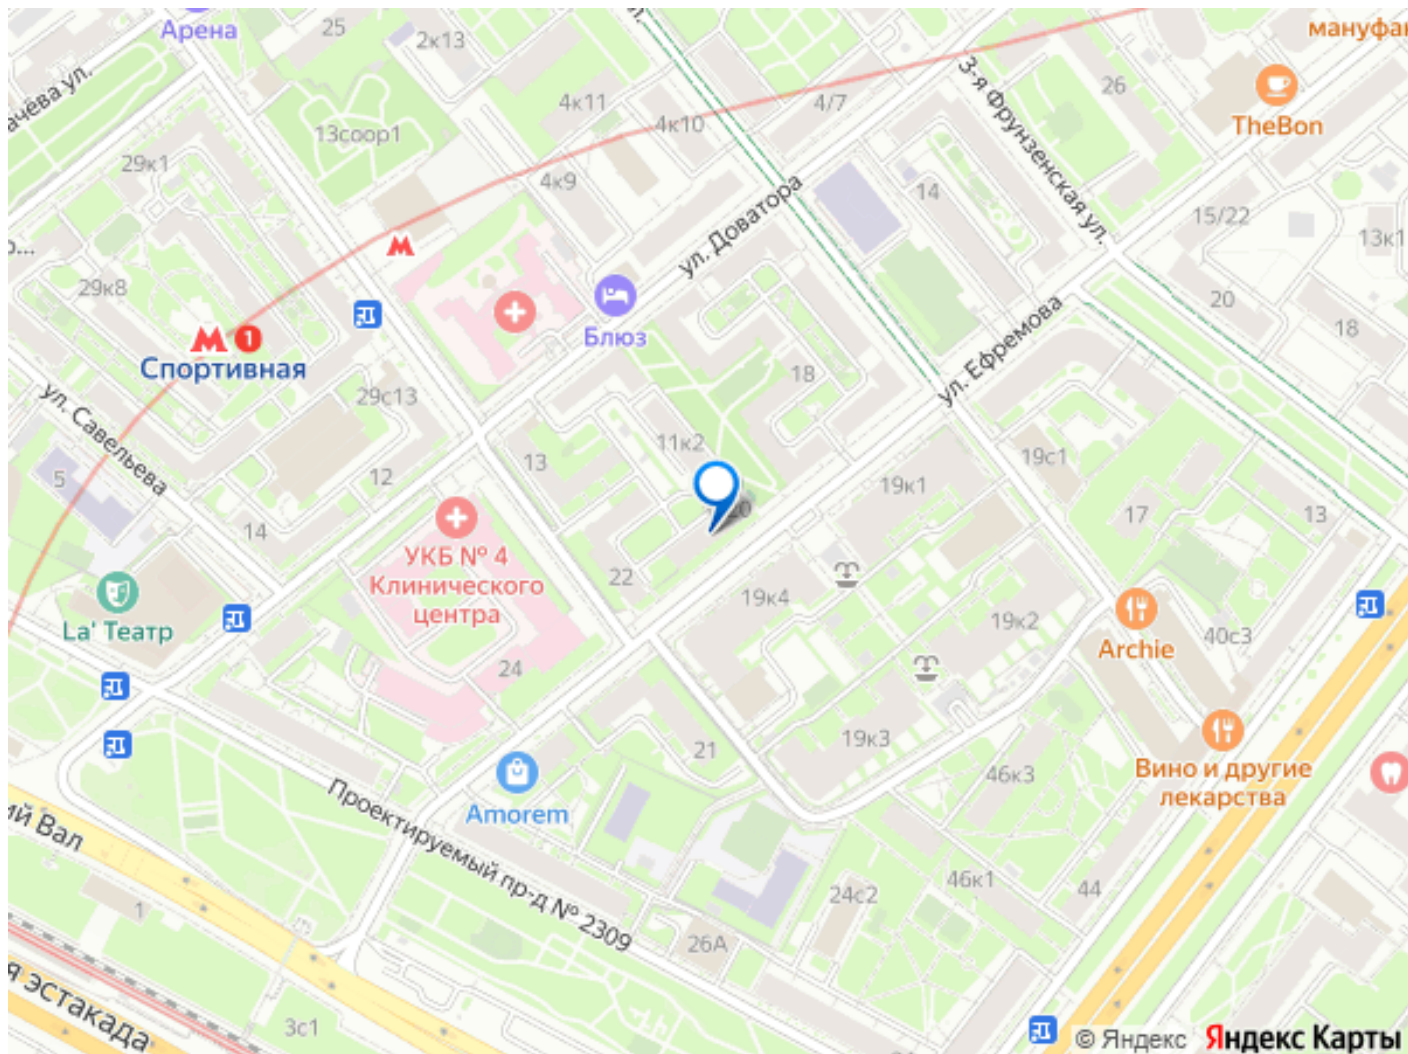 Арена
25
2к13
мануфак
ачёва ул.
4к11
4/7
26
3-я Фрунзенская ул.
TheBon
13соор1
4к10
29к1
4к9
ул. Доватора
14
15/22
13к1
29к8
Блюз
20
18
ул. Ефремова
1
Спортивная
29с13
18
ул. Савельева
11к2
13
12
5
14
19с1
19к1
17
13
20
УКБ № 4
Клинического
центра
22
19к4
La' Театр
19к2
Archie
40с3
24
21
19к3
46к3
Вино и другие
лекарства
Amorem
Проектируемый пр-д № 2309
ий Вал
46к1
44
24с2
1
26А
я эстакада
3с1
© Яндекс Яндекс Карты